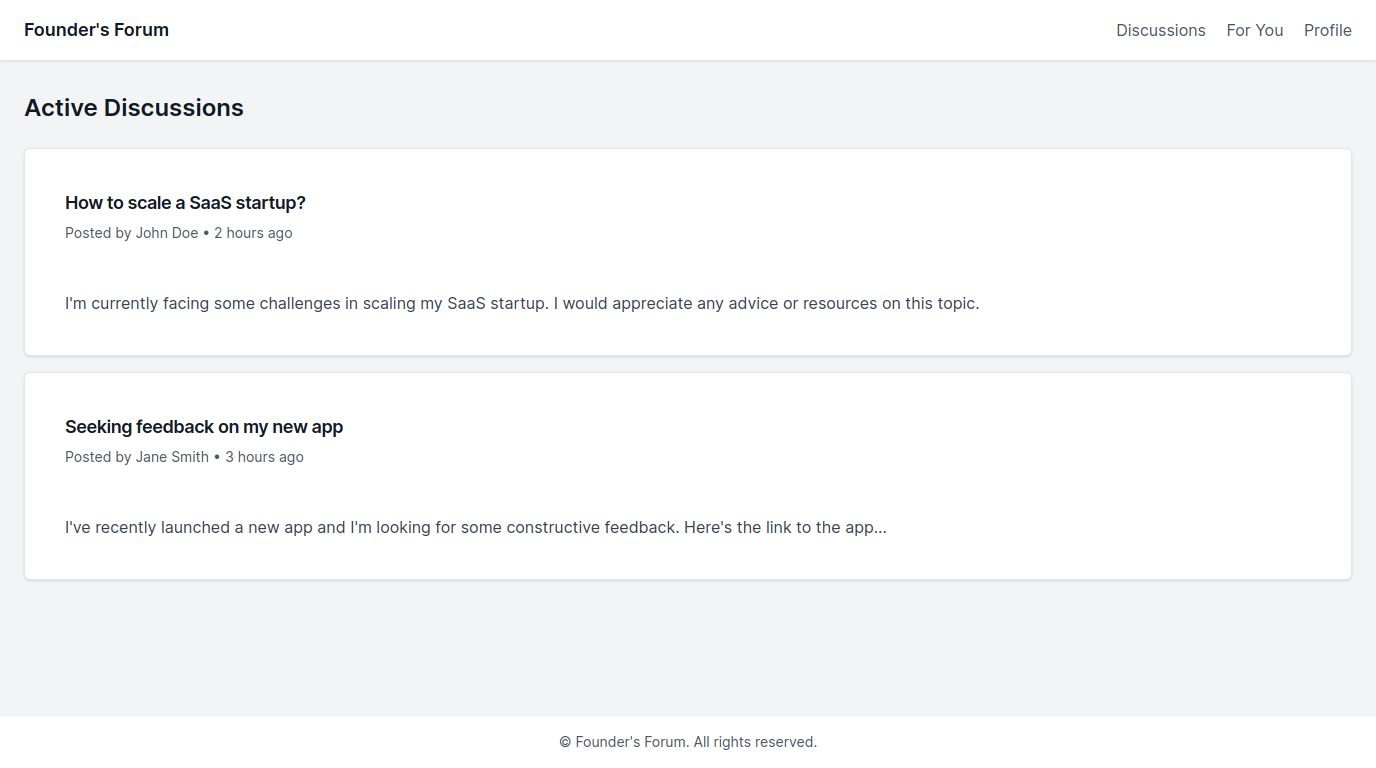 Founder's Forum
Discussions For You Profile
Active Discussions
How to scale a SaaS startup?
Posted by John Doe • 2 hours ago
I'm currently facing some challenges in scaling my SaaS startup. I would appreciate any advice or resources on this topic.
Seeking feedback on my new app
Posted by Jane Smith • 3 hours ago
I've recently launched a new app and I'm looking for some constructive feedback. Here's the link to the app...
© Founder's Forum. All rights reserved.